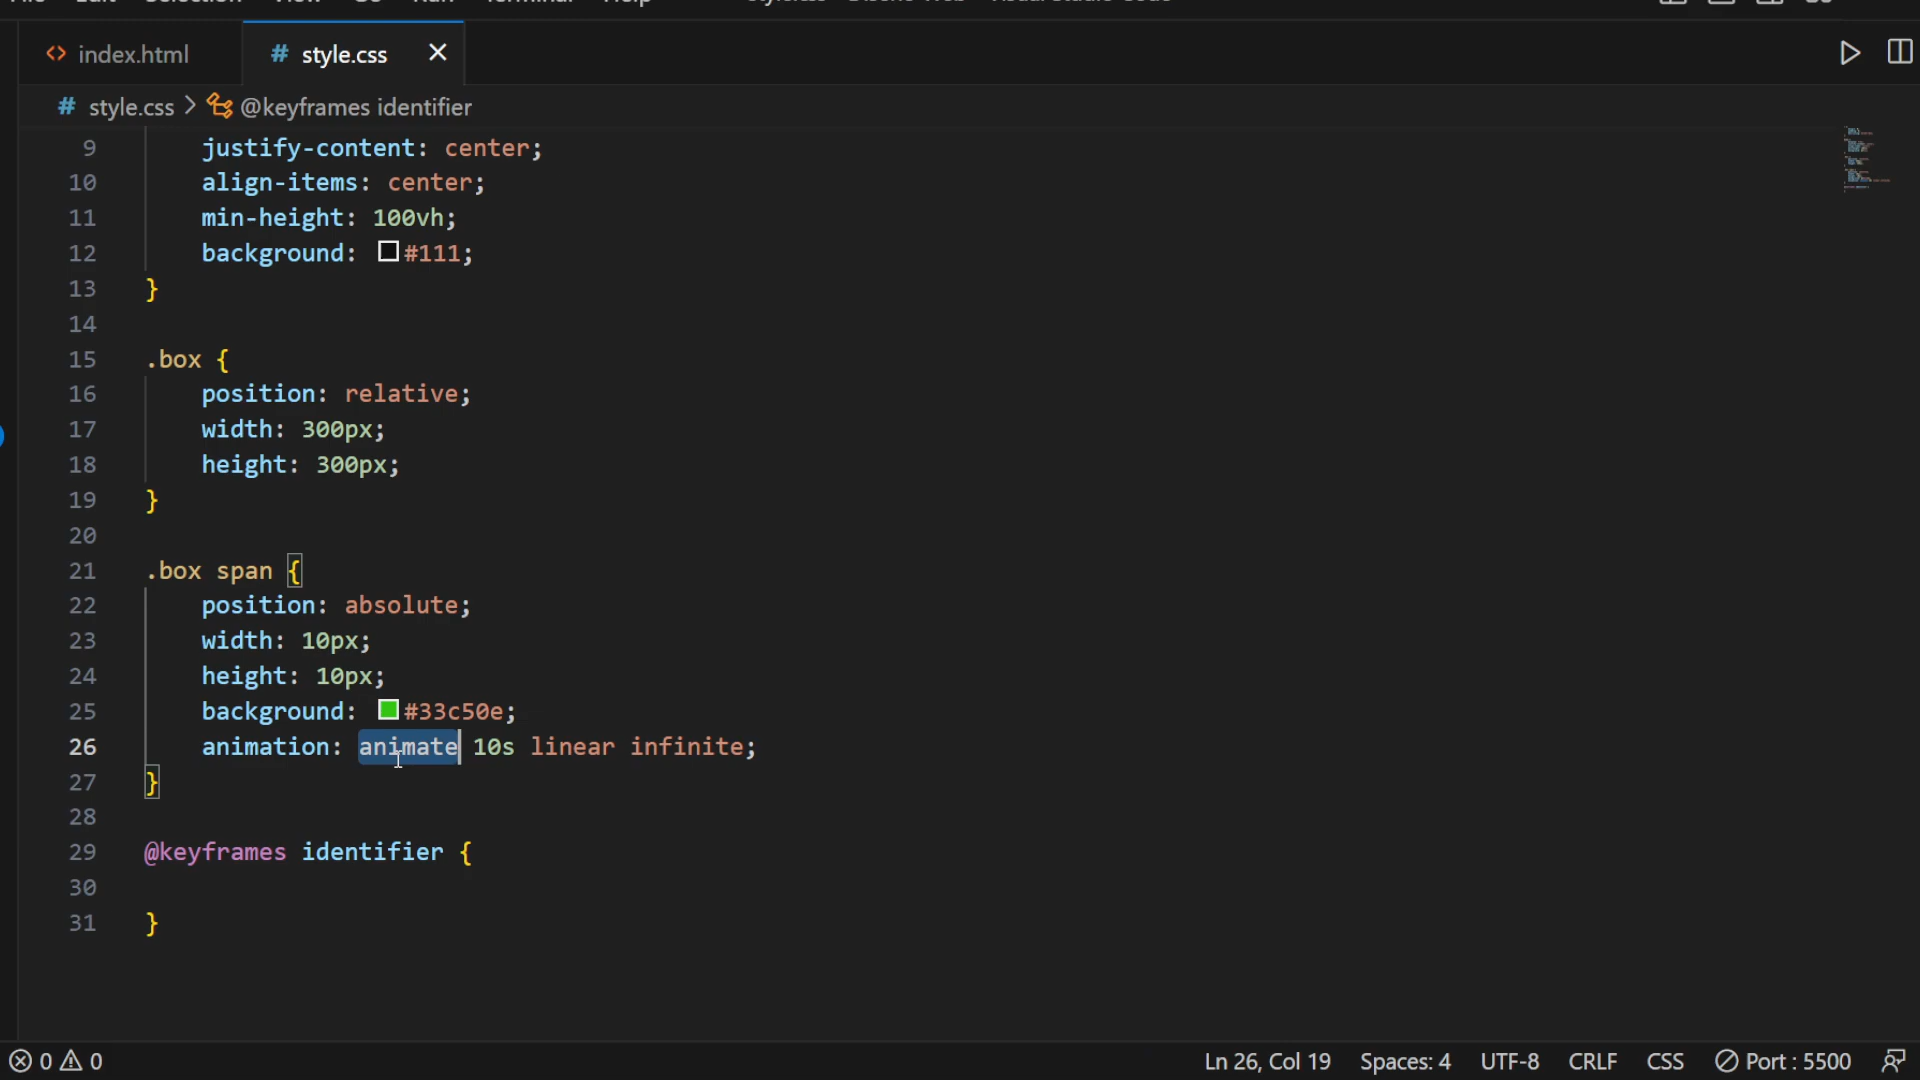 index.html
# style.css
# style.css > @keyframes identifier
9 justify-content: center;
10 align-items: center;
11 min-height: 100vh;
12 background: #111;
13 }
14
15 .box {
16 position: relative;
17 width: 300px;
18 height: 300px;
19 }
20
21 .box span {
22 position: absolute;
23 width: 10px;
24 height: 10px;
25 background: #33c50e;
26 animation: animate 10s linear infinite;
27 }
28
29 @keyframes identifier {
30
31 }
0 0 Ln 26, Col 19 Spaces: 4 UTF-8 CRLF CSS Port : 5500